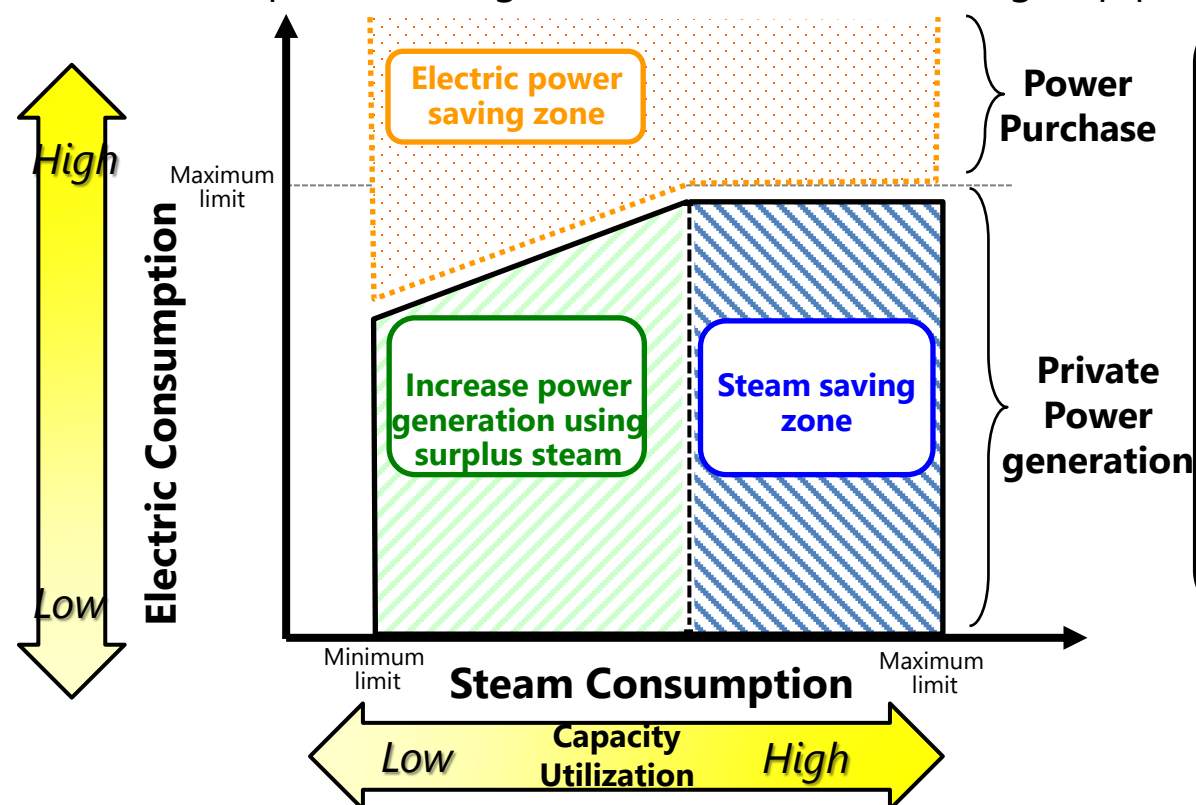 Electric power
saving zone
Power
Purchase
High
Maximum
limit
Electric Consumption
Increase power
generation using
surplus steam
Steam saving
zone
Private
Power
generation
Low
Minimum
limit
Maximum
limit
Steam Consumption
Low
Capacity
Utilization
High